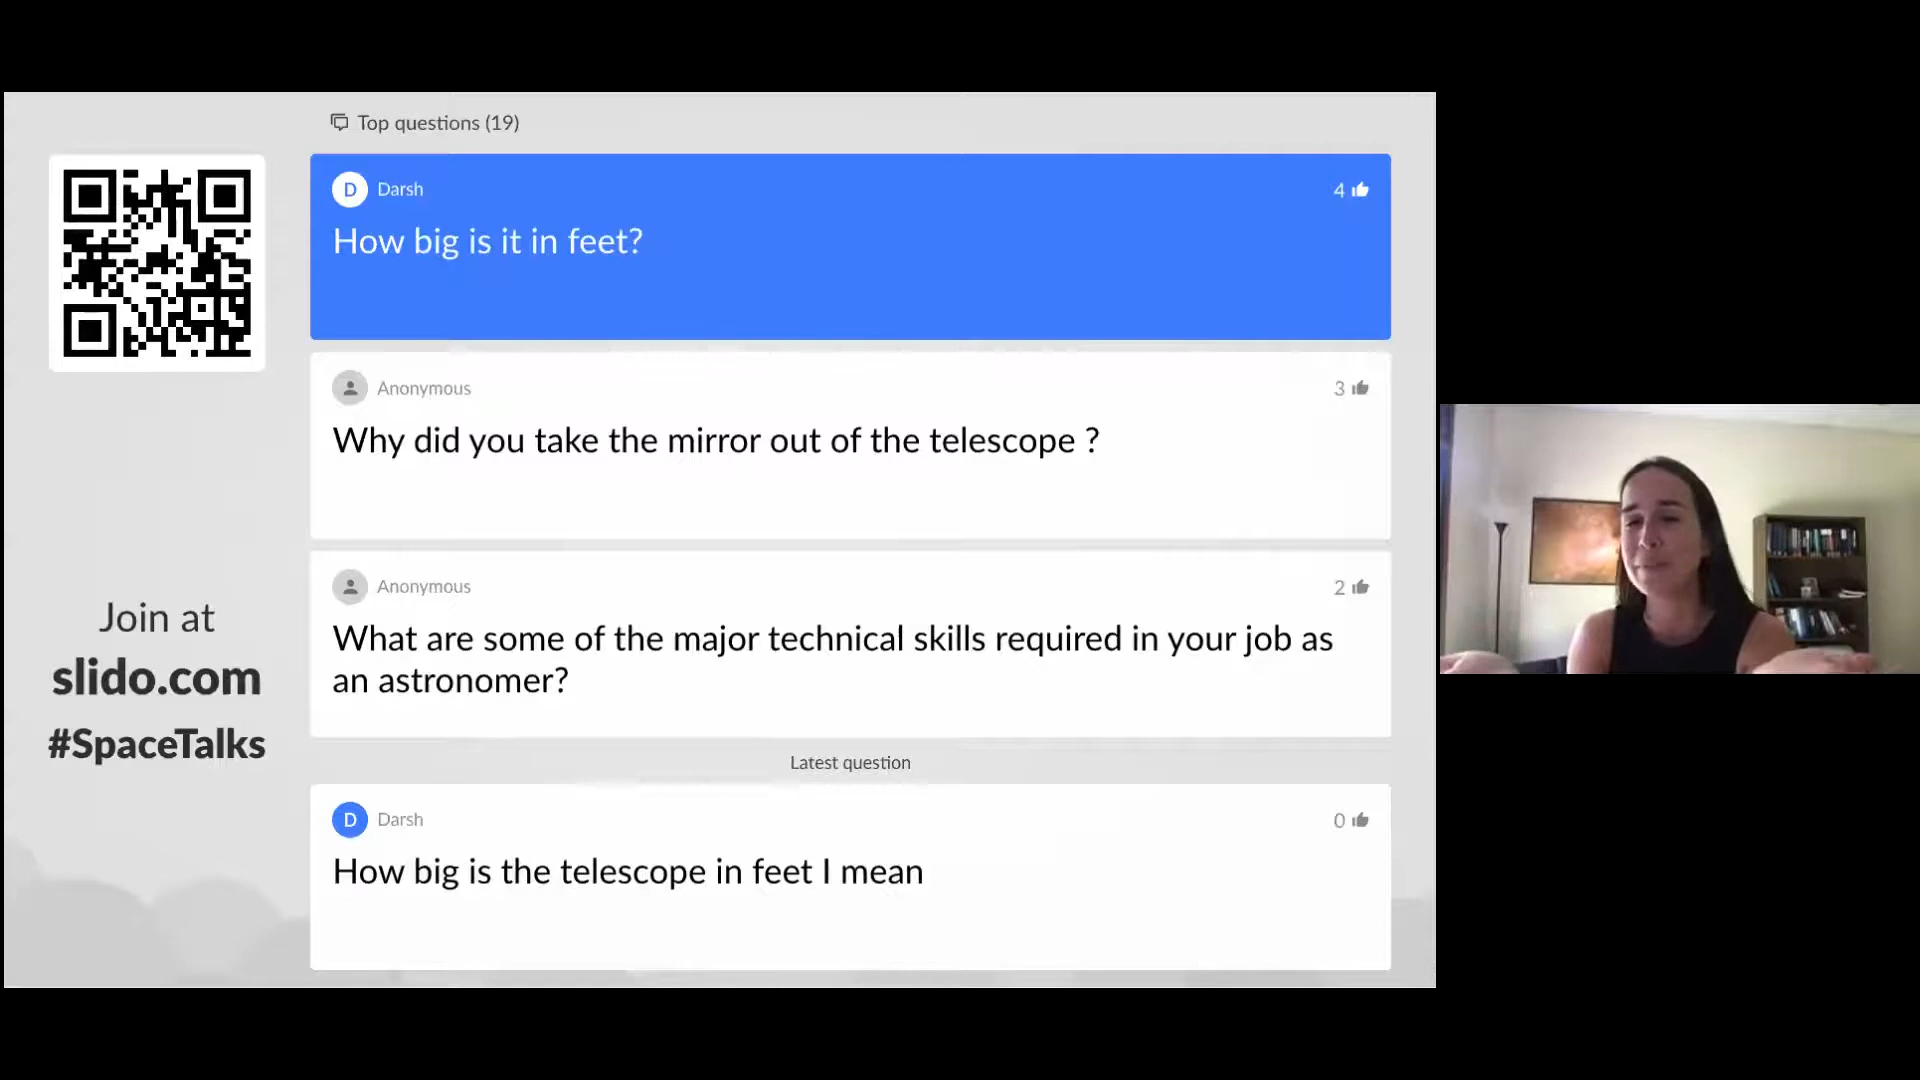 Top questions (19)
D Darsh 4
How big is it in feet?
Anonymous 3
Why did you take the mirror out of the telescope ?
Anonymous 2
What are some of the major technical skills required in your job as
an astronomer?
Join at
slido.com
#SpaceTalks
Latest question
D Darsh 0
How big is the telescope in feet I mean